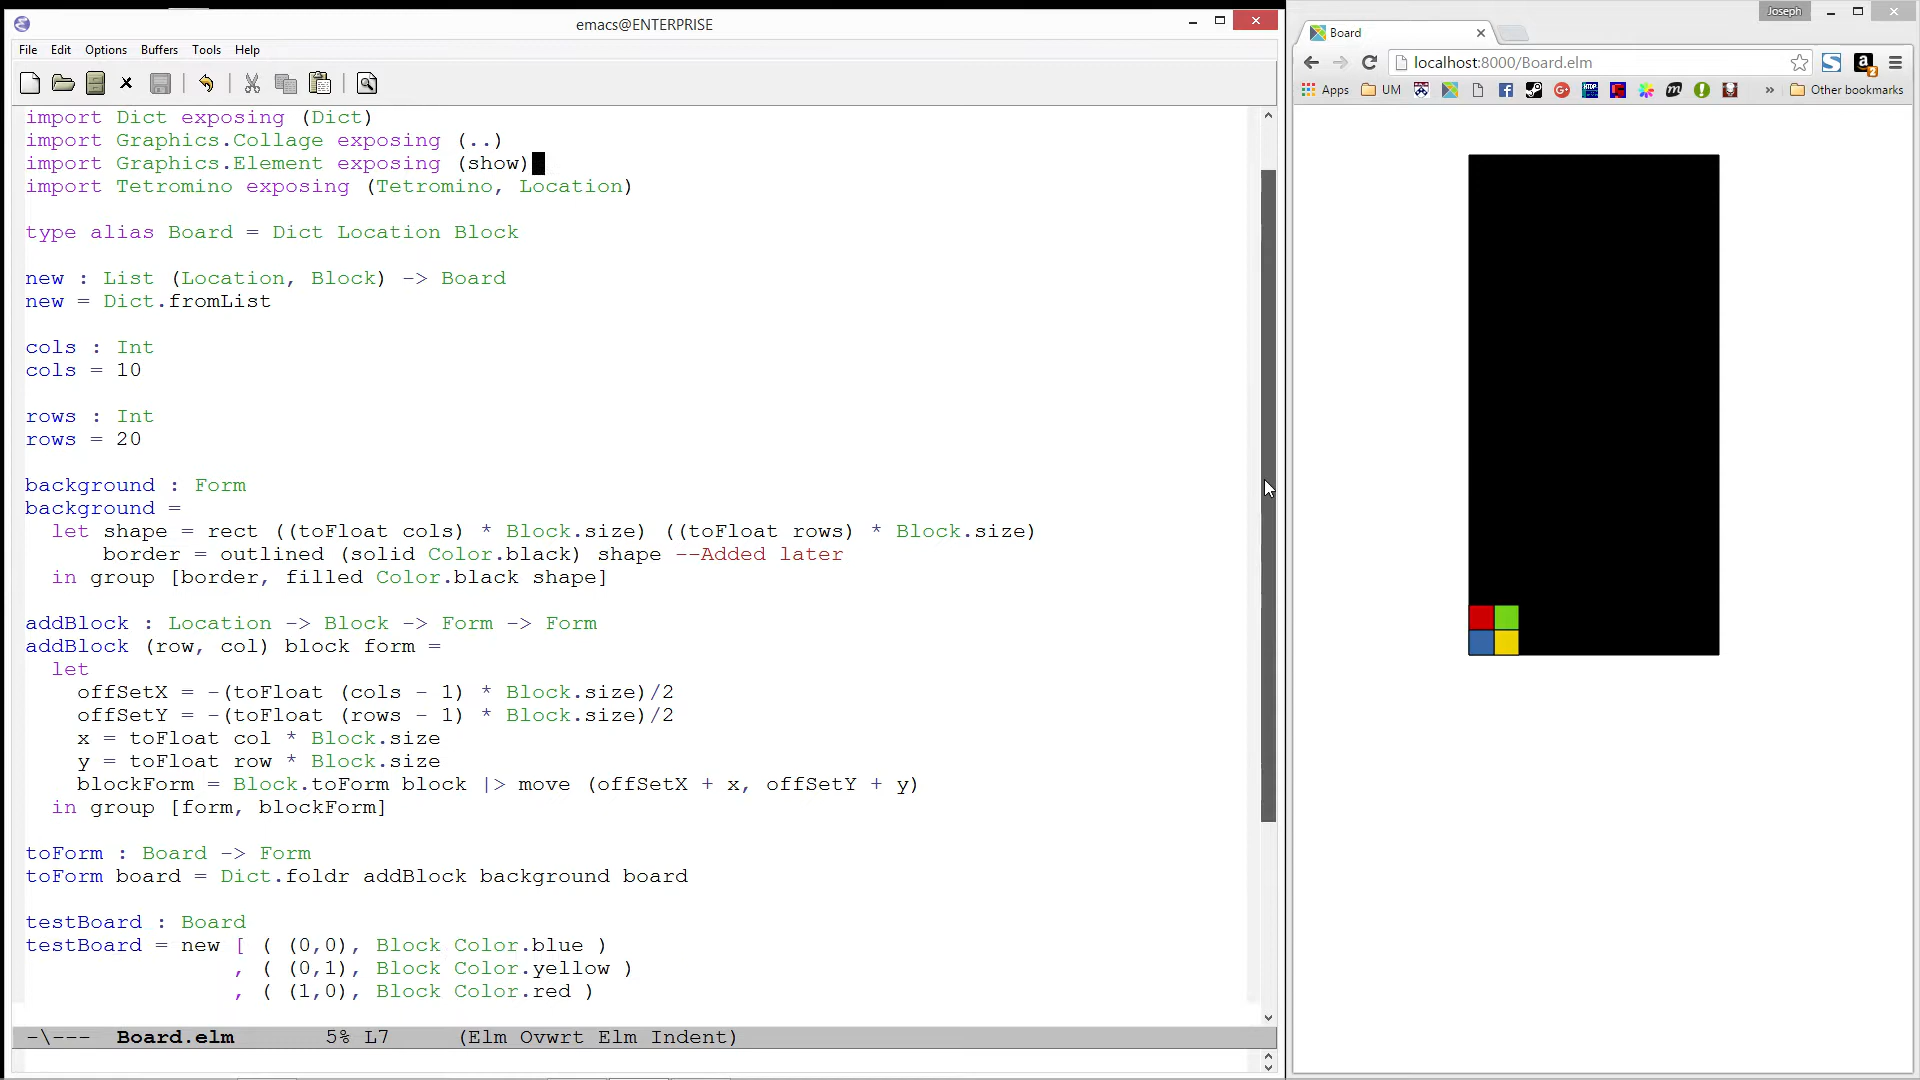 emacs@ENTERPRISE
File Edit Options Buffers Tools Help
import Dict exposing (Dict)
import Graphics.Collage exposing (..)
import Graphics.Element exposing (show)
import Tetromino exposing (Tetromino, Location)
type alias Board = Dict Location Block
new : List (Location, Block) -> Board
new = Dict.fromList
cols : Int
cols = 10
rows : Int
rows = 20
background : Form
background =
let shape = rect ((toFloat cols) * Block.size) ((toFloat rows) * Block.size)
border = outlined (solid Color.black) shape --Added later
in group [border, filled Color.black shape]
addBlock : Location -> Block -> Form -> Form
addBlock (row, col) block form =
let
offSetX = -(toFloat (cols - 1) * Block.size)/2
offSetY = -(toFloat (rows - 1) * Block.size)/2
x = toFloat col * Block.size
y = toFloat row * Block.size
blockForm = Block.toForm block |> move (offSetX + x, offSetY + y)
in group [form, blockForm]
toForm : Board -> Form
toForm board = Dict.foldr addBlock background board
testBoard : Board
testBoard = new [ ( (0,0), Block Color.blue )
, ( (0,1), Block Color.yellow )
, ( (1,0), Block Color.red )
-\--- Board.elm 5% L7 (Elm Ovwrt Elm Indent)
Joseph
Board
localhost:8000/Board.elm
Apps UM » Other bookmarks